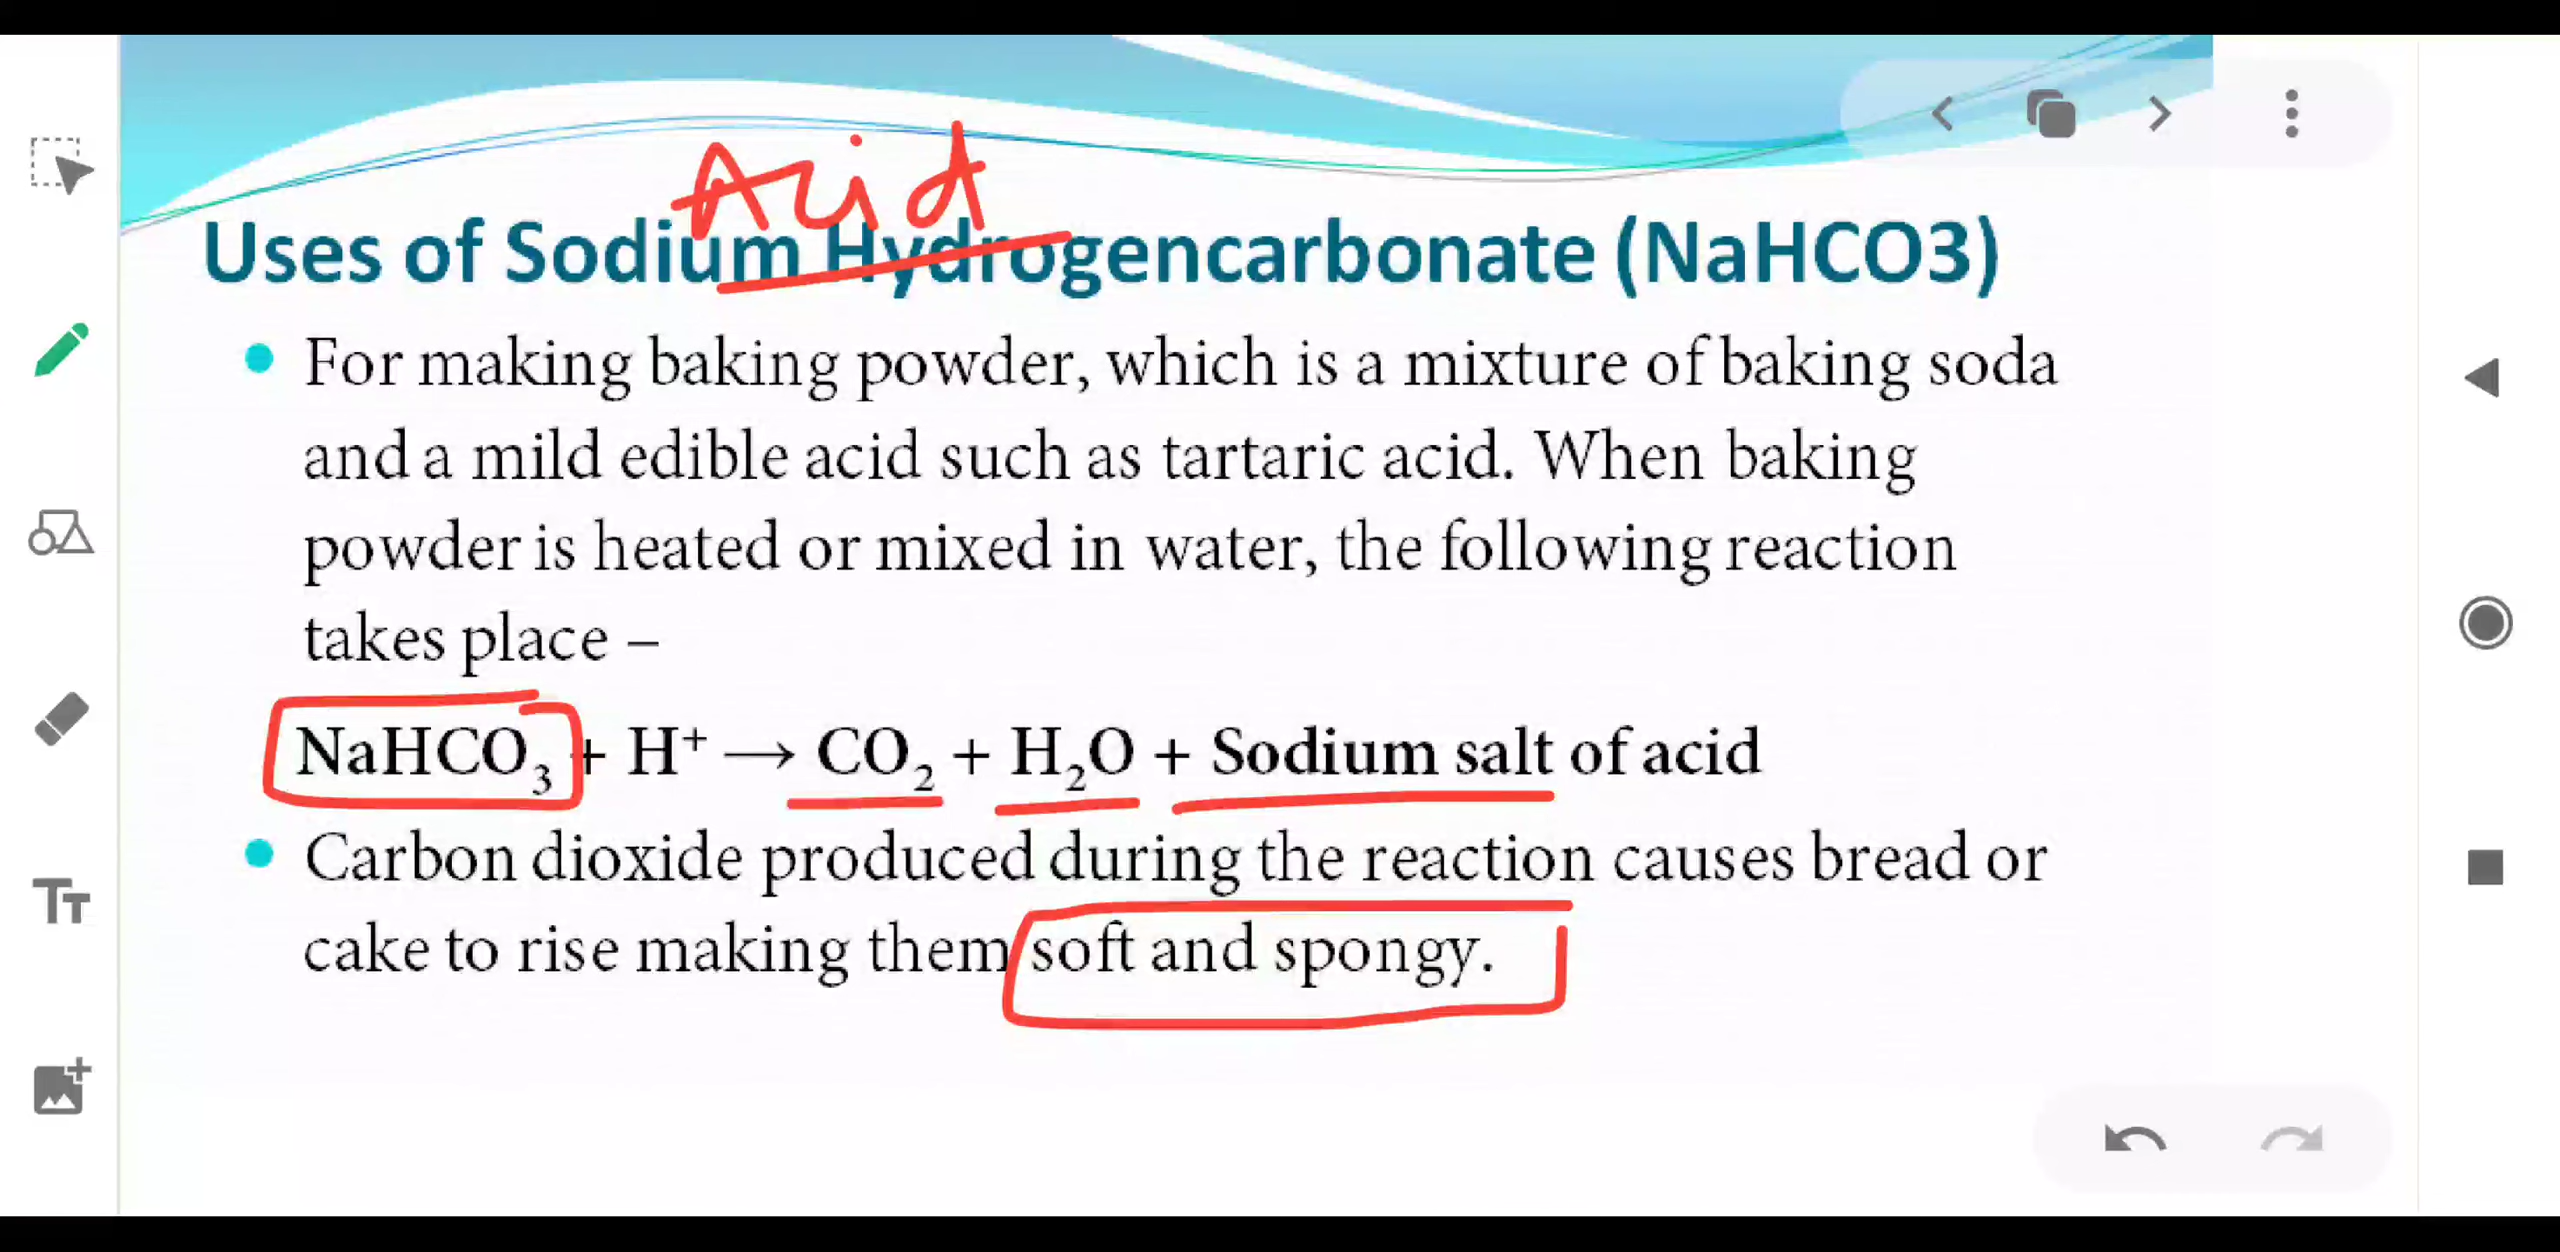 Acid
Uses of Sodium Hydrogencarbonate (NaHCO3)
For making baking powder, which is a mixture of baking soda
and a mild edible acid such as tartaric acid. When baking
powder is heated or mixed in water, the following reaction
takes place –
NaHCO₃ + H⁺ → CO₂ + H₂O + Sodium salt of acid
Carbon dioxide produced during the reaction causes bread or
cake to rise making them soft and spongy.
Tт